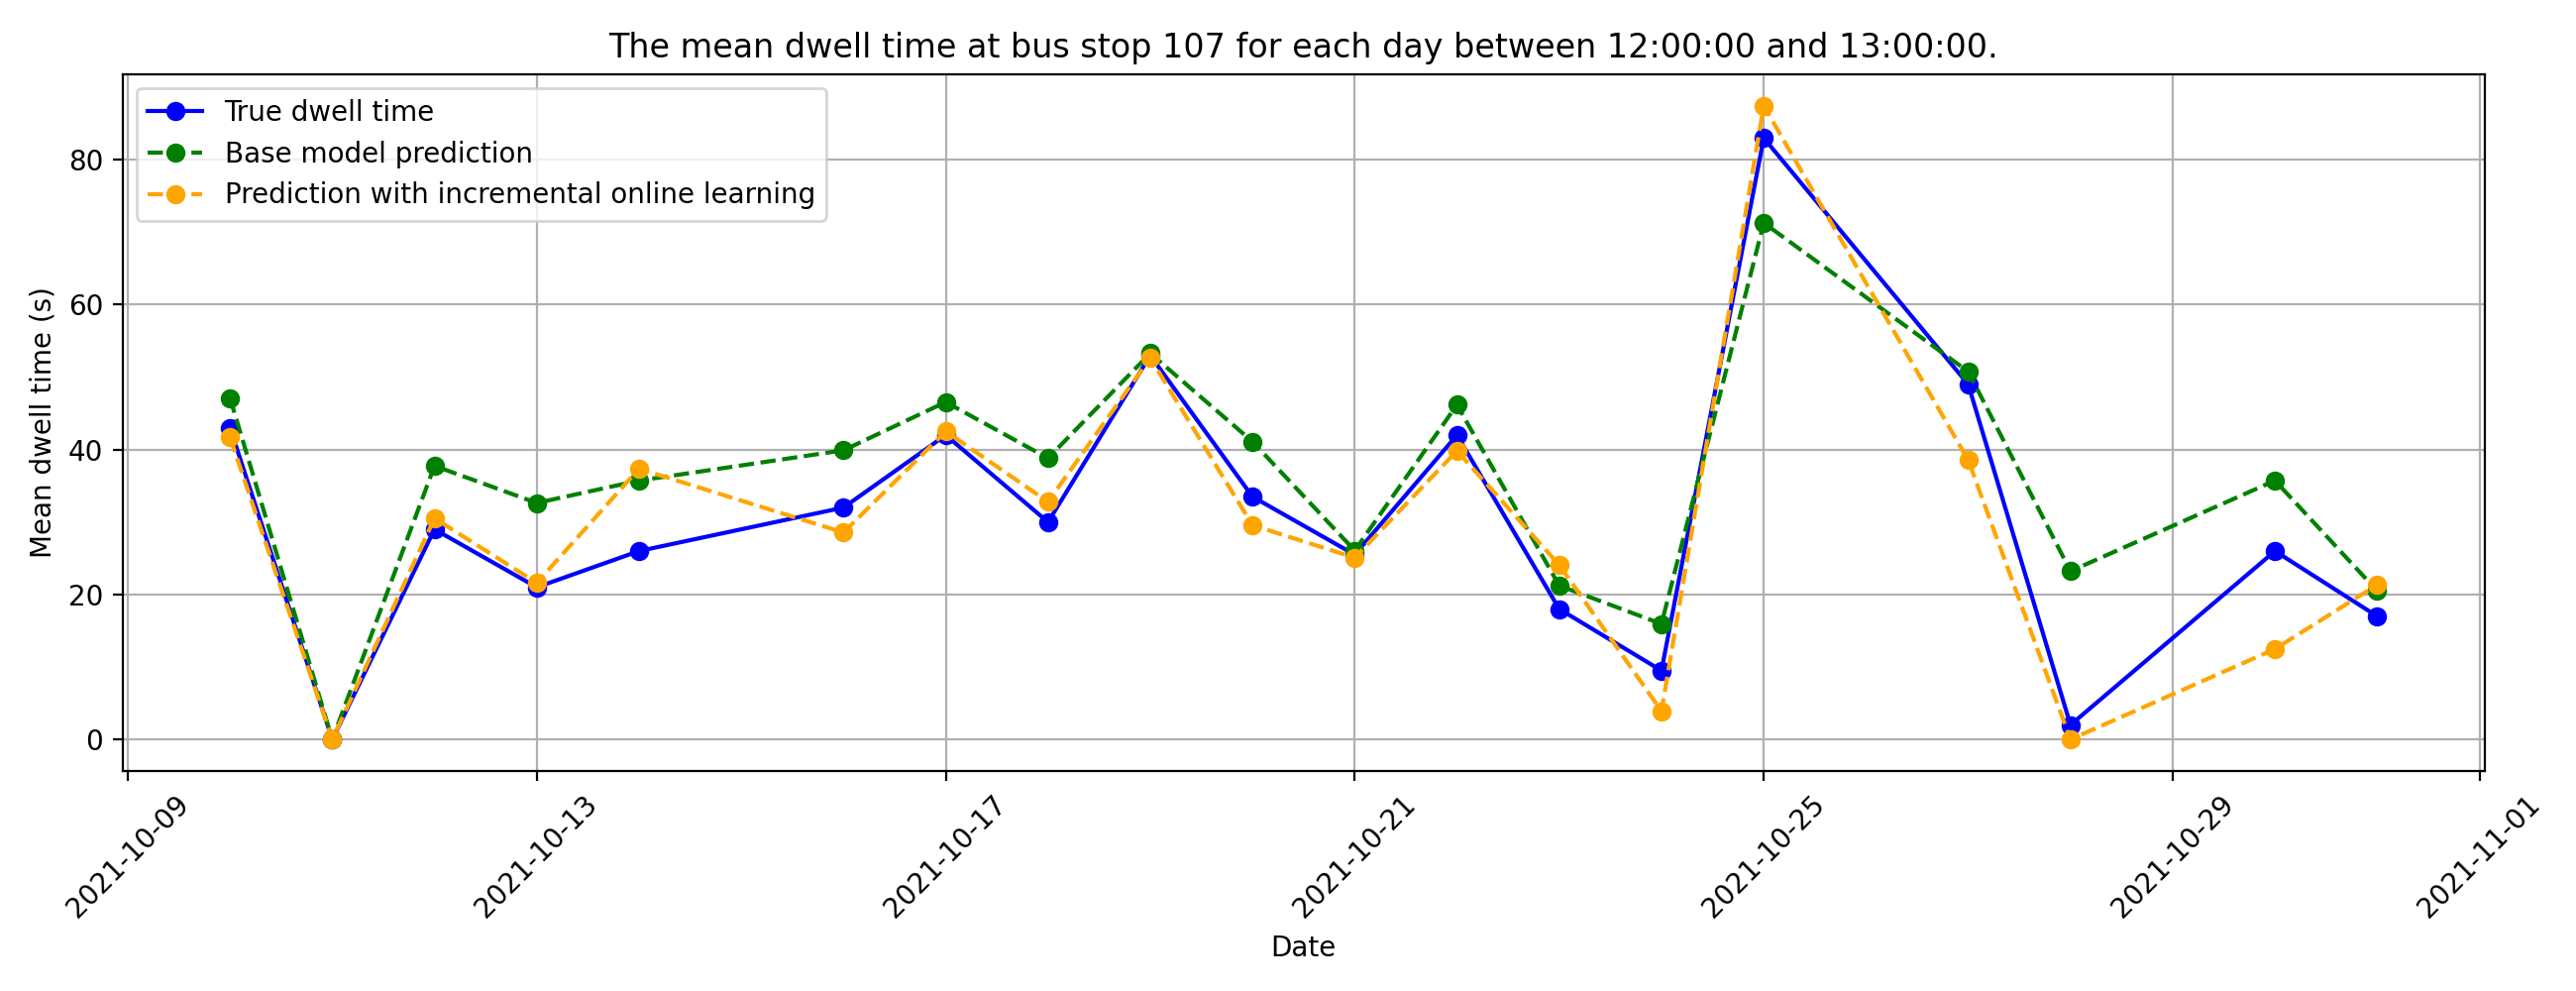 The mean dwell time at bus stop 107 for each day between 12:00:00 and 13:00:00.
True dwell time
Base model prediction
Prediction with incremental online learning
Mean dwell time (s)
80
60
40
20
0
2021-10-09
2021-10-13
2021-10-17
2021-10-21
2021-10-25
2021-10-29
2021-11-01
Date